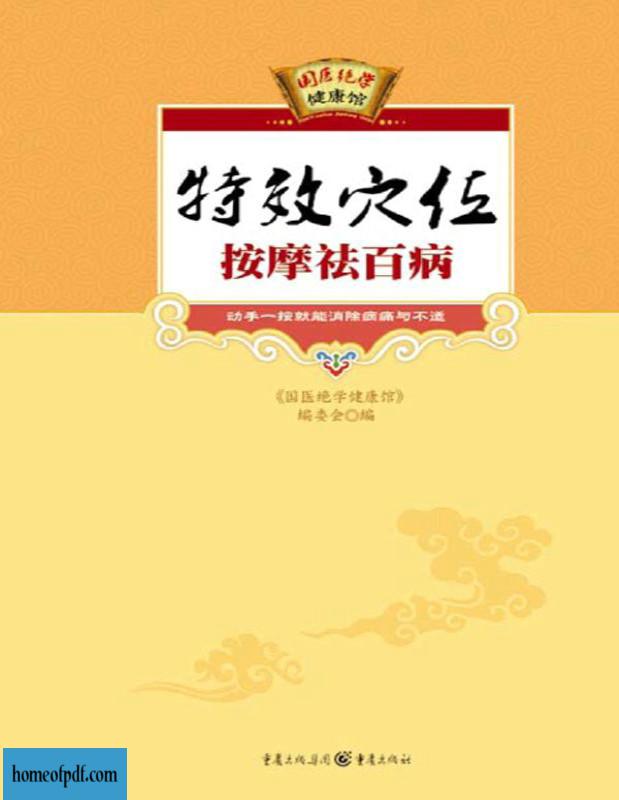 国医绝学
健康馆
特效穴位
按摩祛百病
动手一按就能消除病痛与不适
《国医绝学健康馆》
编委会◎编
重庆出版集团 重庆出版社
homeofpdf.com